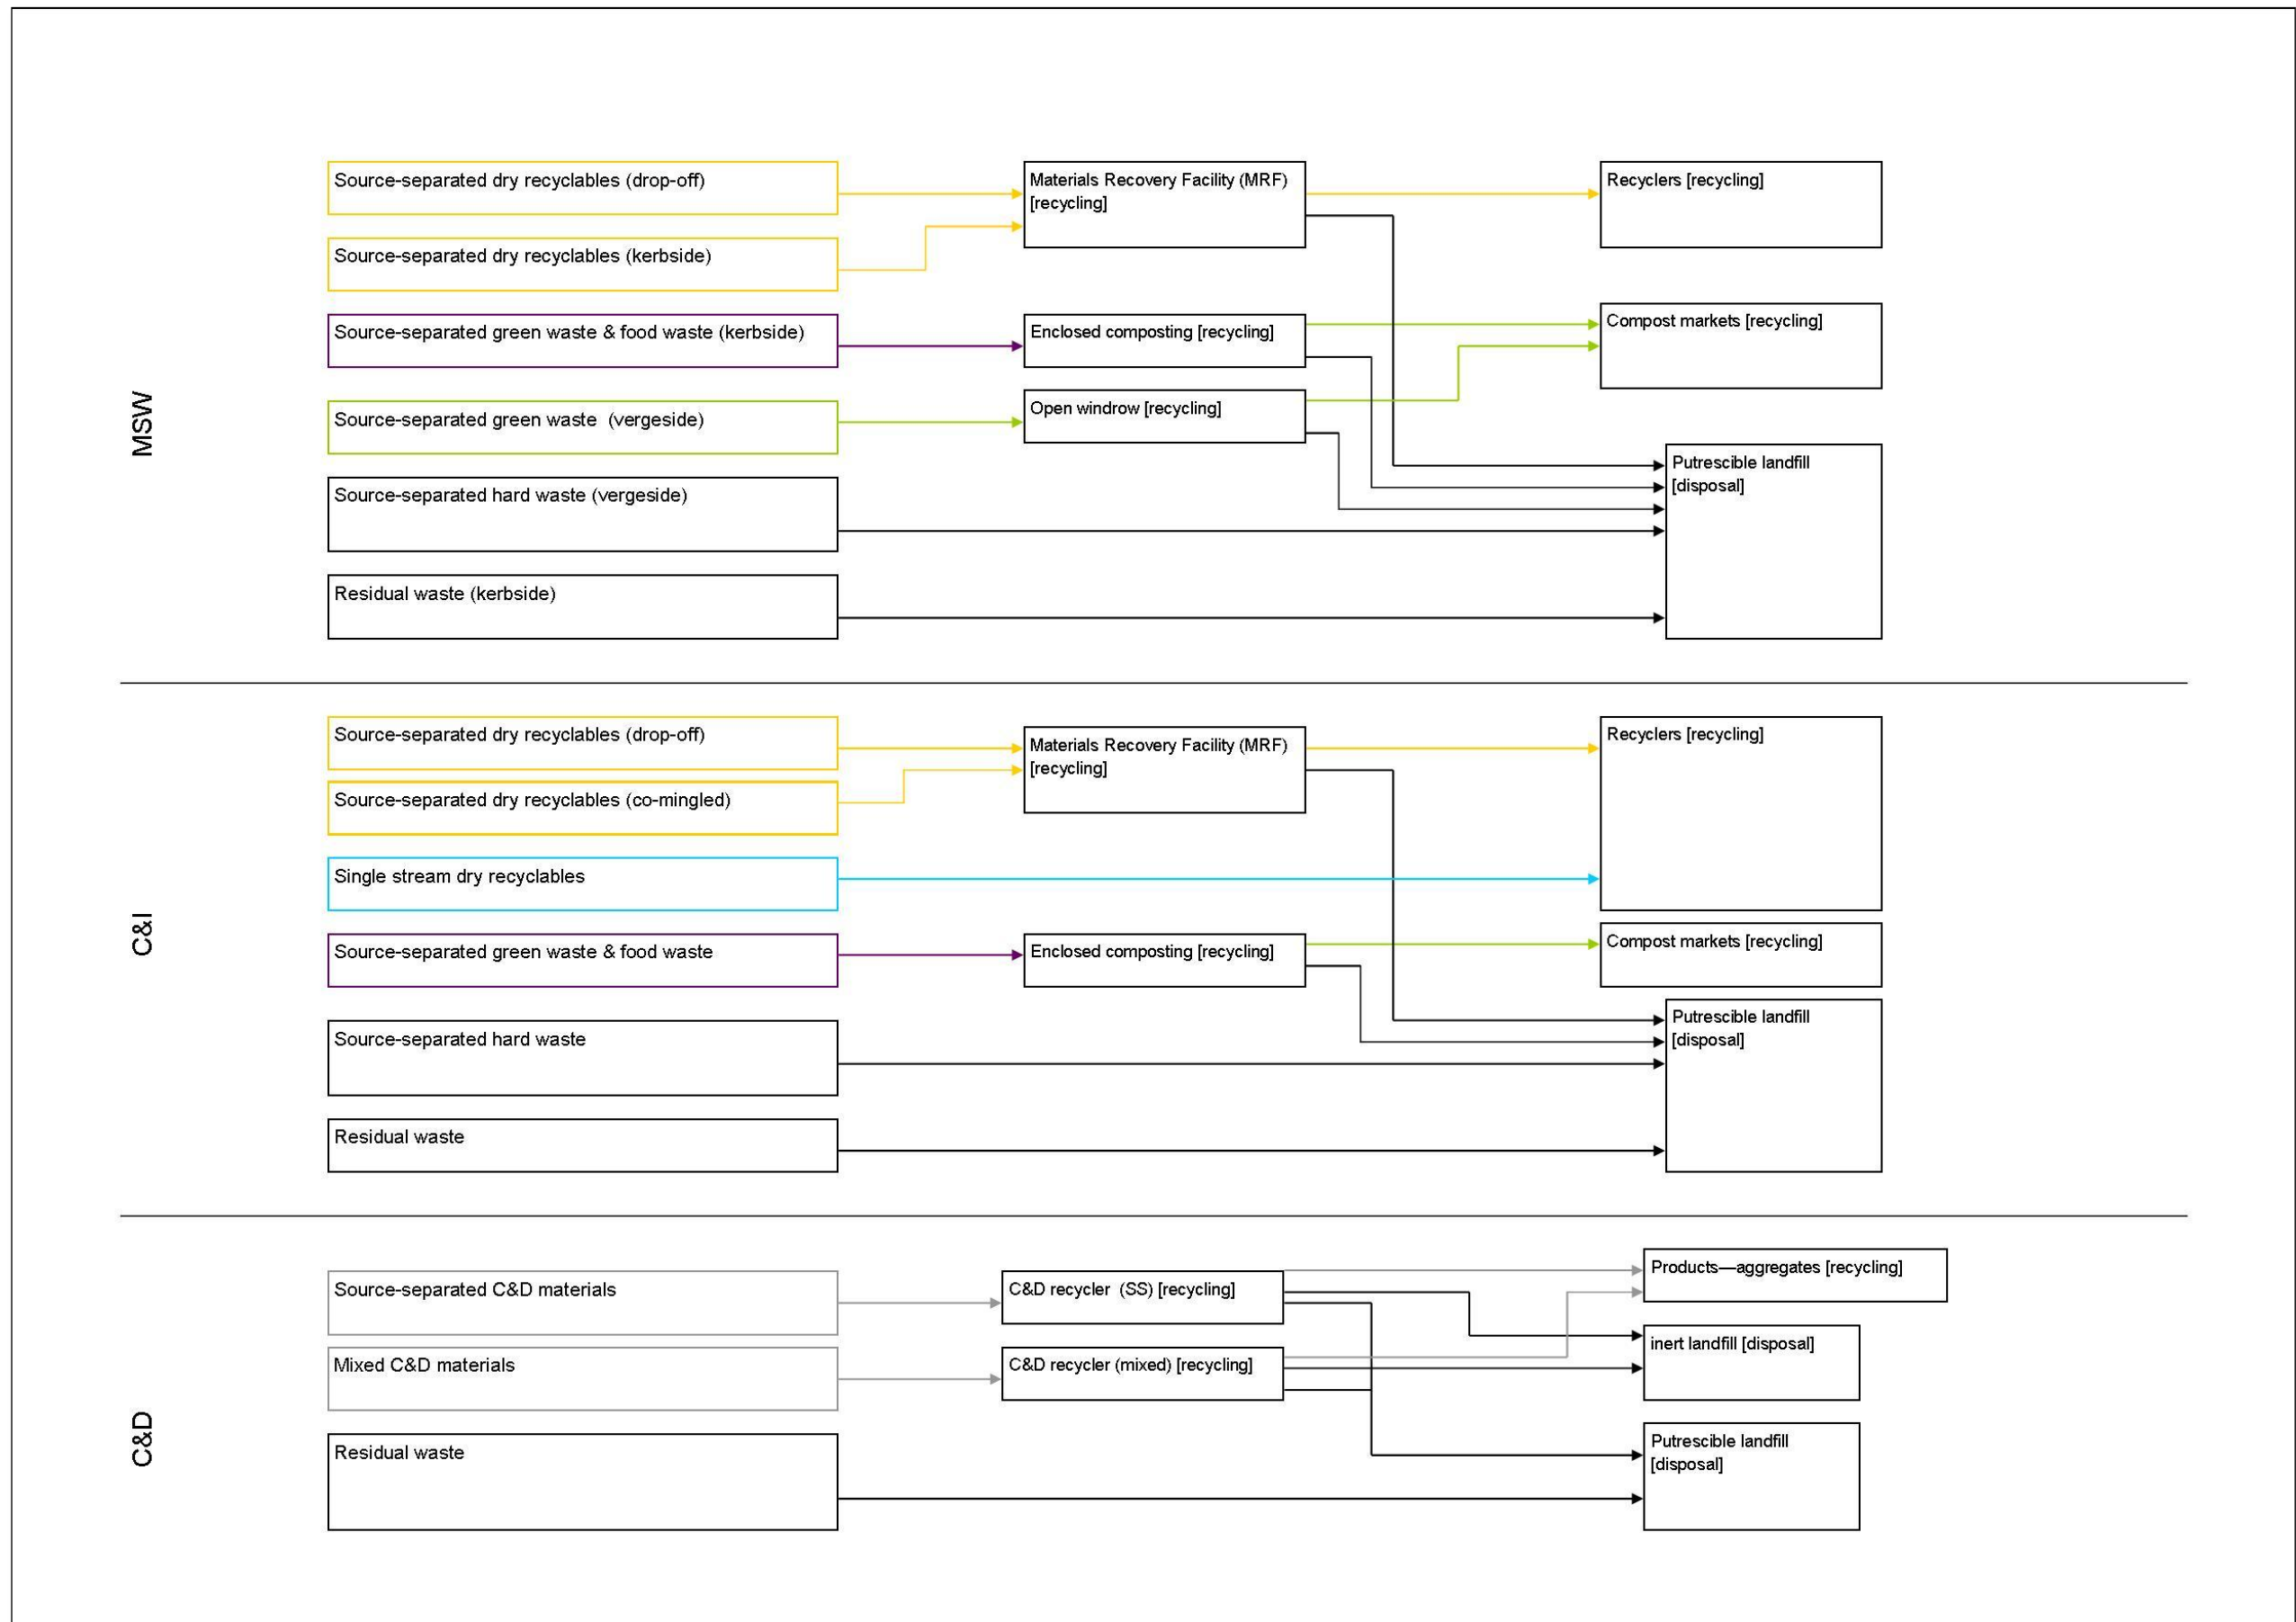 MSW
Source-separated dry recyclables (drop-off)
Materials Recovery Facility (MRF)
[recycling]
Recyclers [recycling]
Source-separated dry recyclables (kerbside)
Source-separated green waste & food waste (kerbside)
Enclosed composting [recycling]
Compost markets [recycling]
Source-separated green waste  (vergeside)
Open windrow [recycling]
Source-separated hard waste (vergeside)
Putrescible landfill
[disposal]
Residual waste (kerbside)
C&I
Source-separated dry recyclables (drop-off)
Materials Recovery Facility (MRF)
[recycling]
Recyclers [recycling]
Source-separated dry recyclables (co-mingled)
Single stream dry recyclables
Source-separated green waste & food waste
Enclosed composting [recycling]
Compost markets [recycling]
Source-separated hard waste
Putrescible landfill
[disposal]
Residual waste
C&D
Source-separated C&D materials
C&D recycler  (SS) [recycling]
Products—aggregates [recycling]
Mixed C&D materials
C&D recycler (mixed) [recycling]
inert landfill [disposal]
Residual waste
Putrescible landfill
[disposal]